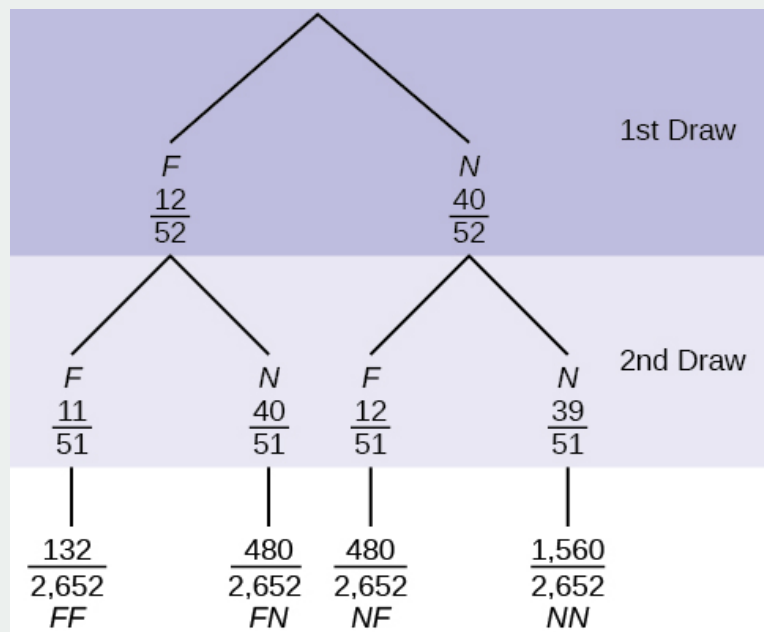 1st Draw
F N
12 40
52 52
2nd Draw
F N F N
11 40 12 39
51 51 51 51
132 480 480 1,560
2,652 2,652 2,652 2,652
FF FN NF NN